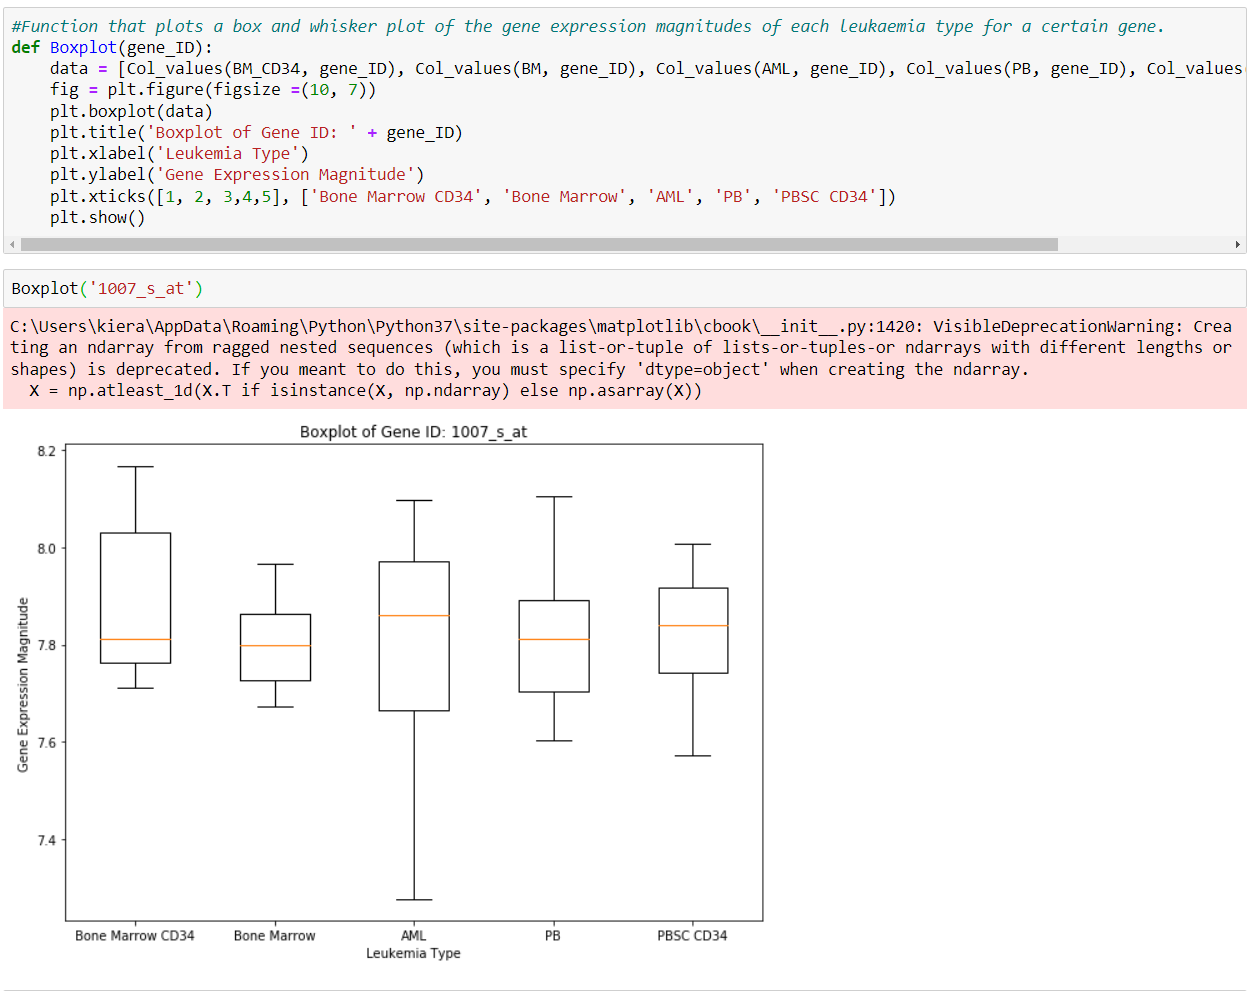 #Function that plots a box and whisker plot of the gene expression magnitudes of each leukaemia type for a certain gene.
def Boxplot(gene_ID):
    data = [Col_values(BM_CD34, gene_ID), Col_values(BM, gene_ID), Col_values(AML, gene_ID), Col_values(PB, gene_ID), Col_values
    fig = plt.figure(figsize =(10, 7))
    plt.boxplot(data)
    plt.title('Boxplot of Gene ID: ' + gene_ID)
    plt.xlabel('Leukemia Type')
    plt.ylabel('Gene Expression Magnitude')
    plt.xticks([1, 2, 3,4,5], ['Bone Marrow CD34', 'Bone Marrow', 'AML', 'PB', 'PBSC CD34'])
    plt.show()
Boxplot('1007_s_at')
C:\Users\kiera\AppData\Roaming\Python\Python37\site-packages\matplotlib\cbook\__init__.py:1420: VisibleDeprecationWarning: Crea
ting an ndarray from ragged nested sequences (which is a list-or-tuple of lists-or-tuples-or ndarrays with different lengths or
shapes) is deprecated. If you meant to do this, you must specify 'dtype=object' when creating the ndarray.
  X = np.atleast_1d(X.T if isinstance(X, np.ndarray) else np.asarray(X))
Boxplot of Gene ID: 1007_s_at
8.2
8.0
7.8
7.6
7.4
Gene Expression Magnitude
Bone Marrow CD34 Bone Marrow AML PB PBSC CD34
Leukemia Type